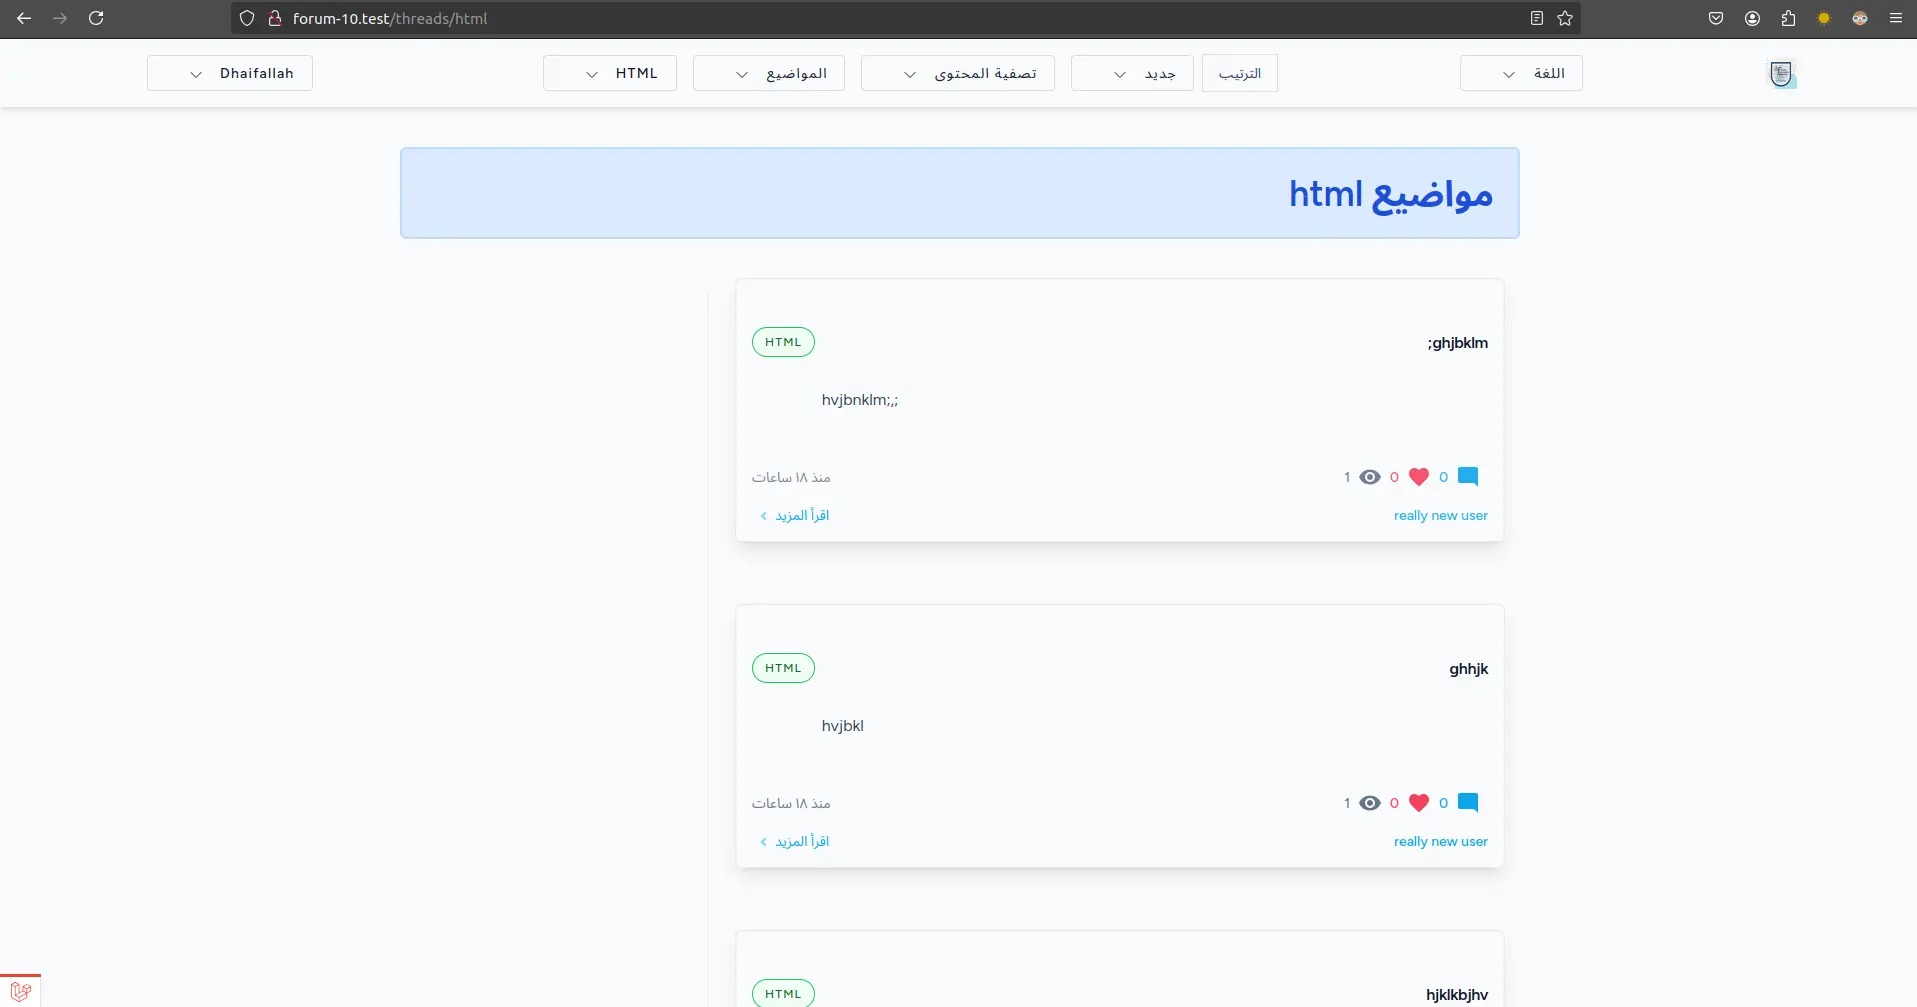 forum-10.test/threads/html
اللغة
الترتيب
جديد
تصفية المحتوى
المواضيع
HTML
Dhaifallah
مواضيع html
;ghjbklm
HTML
hvjbnklm;,;
0 0 1
منذ ١٨ ساعات
really new user
اقرأ المزيد
ghhjk
HTML
hvjbkl
0 0 1
منذ ١٨ ساعات
really new user
اقرأ المزيد
hjklkbjhv
HTML